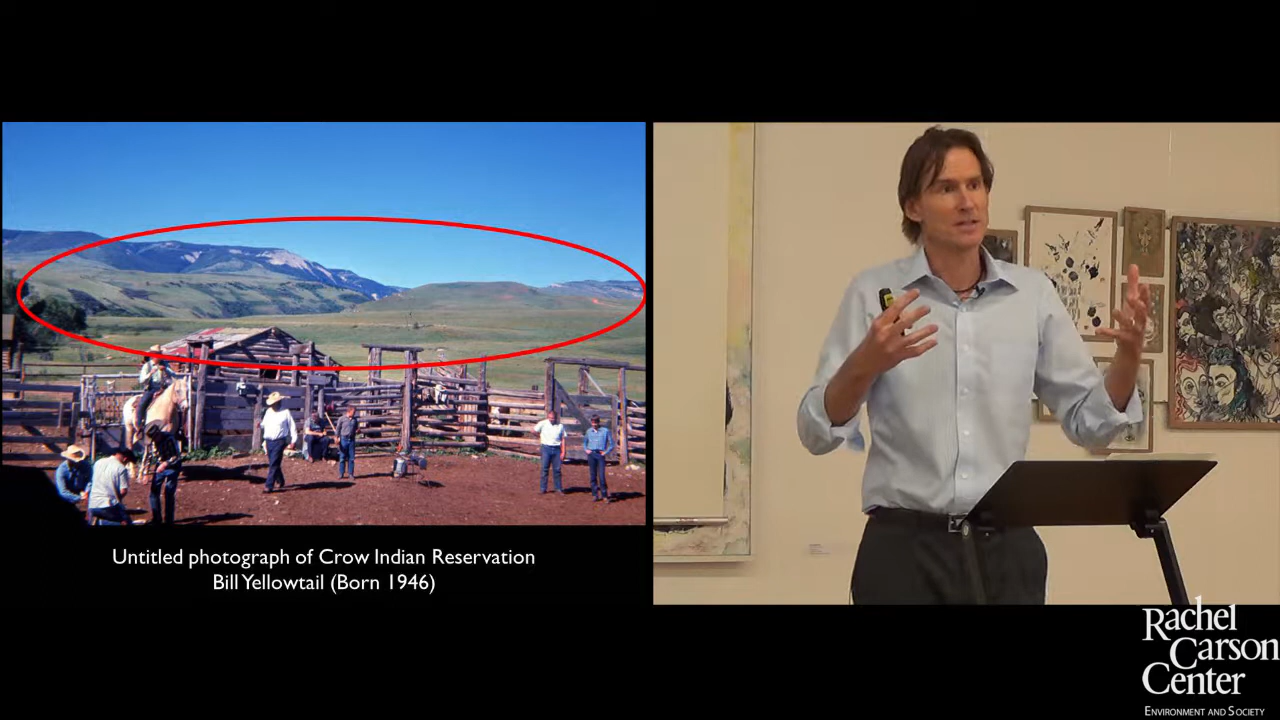 Untitled photograph of Crow Indian Reservation
Bill Yellowtail (Born 1946)
Rachel
Carson
Center
ENVIRONMENT AND SOCIETY